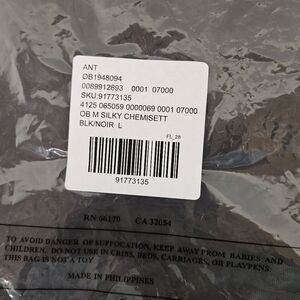 ANT
OB1948094
0089912893 0001 07000
SKU:91773135
4125 065059 0000069 0001 07000
OB M SILKY CHEMISETT
BLK/NOIR L
FI_28
91773135
RN 66170 CA 32054
TO AVOID DANGER OF SUFFOCATION, KEEP AWAY FROM BABIES AND
CHILDREN. DO NOT USE IN CRIBS, BEDS, CARRIAGES, OR PLAYPENS.
THIS BAG IS NOT A TOY
MADE IN PHILIPPINES